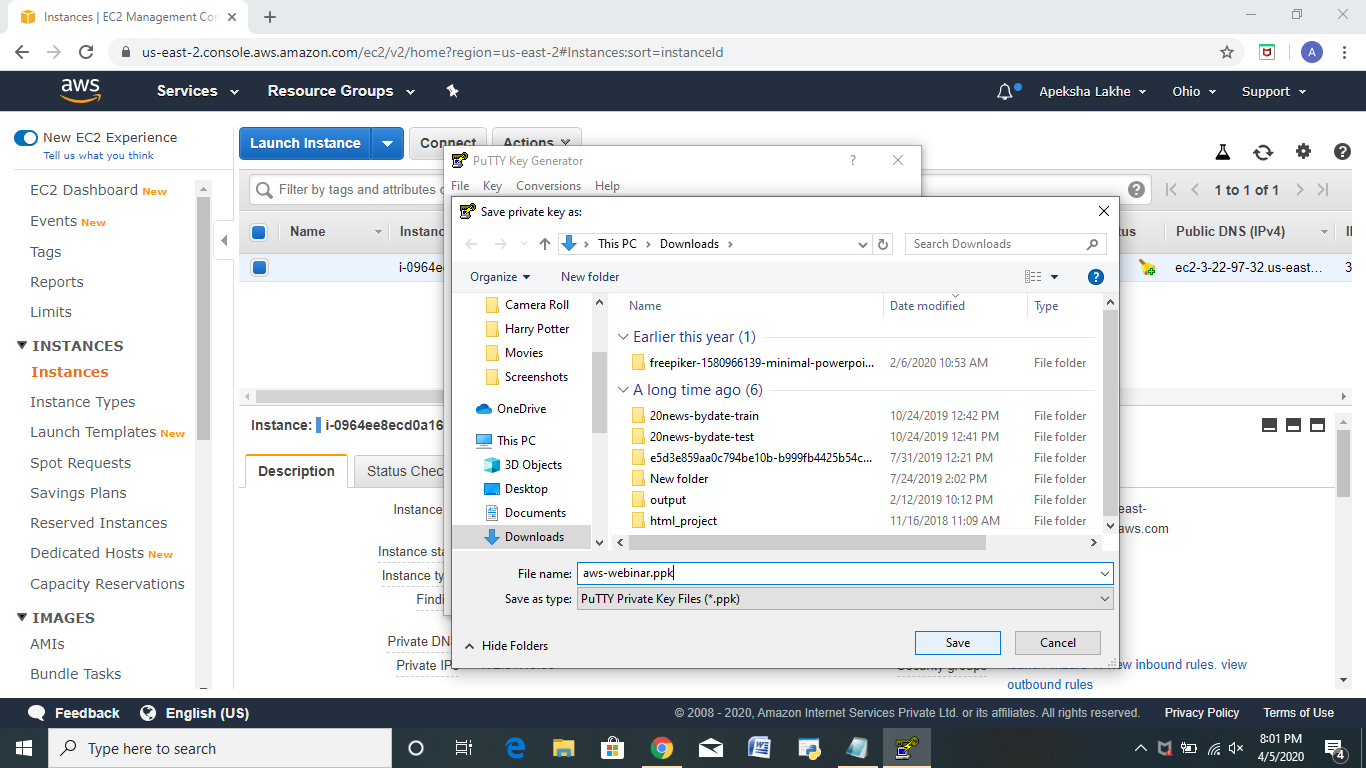 Instances | EC2 Management Con
us-east-2.console.aws.amazon.com/ec2/v2/home?region=us-east-2#Instances:sort=instanceId
A
aws
Services
Resource Groups
Apeksha Lakhe
Ohio
Support
New EC2 Experience
Tell us what you think
EC2 Dashboard New
Events New
Tags
Reports
Limits
INSTANCES
Instances
Instance Types
Launch Templates New
Spot Requests
Savings Plans
Reserved Instances
Dedicated Hosts New
Capacity Reservations
IMAGES
AMIs
Bundle Tasks
Launch Instance
Connect
Actions
Filter by tags and attributes
1 to 1 of 1
Name
Instanc
tus
Public DNS (IPv4)
i-0964e
ec2-3-22-97-32.us-east...
3
Instance:
i-0964ee8ecd0a16
Description
Status Chec
Instance
Instance sta
Instance ty
Findi
Private DN
Private IPs
east-
aws.com
view inbound rules. view
outbound rules
PuTTY Key Generator
?
File
Key
Conversions
Help
Save private key as:
This PC
Downloads
Search Downloads
Organize
New folder
Camera Roll
Harry Potter
Movies
Screenshots
OneDrive
This PC
3D Objects
Desktop
Documents
Downloads
Name
Date modified
Type
Earlier this year (1)
freepiker-1580966139-minimal-powerpoi...
2/6/2020 10:53 AM
File folder
A long time ago (6)
20news-bydate-train
10/24/2019 12:42 PM
File folder
20news-bydate-test
10/24/2019 12:41 PM
File folder
e5d3e859aa0c794be10b-b999fb4425b54c...
7/31/2019 12:21 PM
File folder
New folder
7/24/2019 2:02 PM
File folder
output
2/12/2019 10:12 PM
File folder
html_project
11/16/2018 11:09 AM
File folder
File name:
aws-webinar.ppk
Save as type:
PuTTY Private Key Files (*.ppk)
Hide Folders
Save
Cancel
Feedback
English (US)
© 2008 - 2020, Amazon Internet Services Private Ltd. or its affiliates. All rights reserved.
Privacy Policy
Terms of Use
Type here to search
8:01 PM
4/5/2020
4